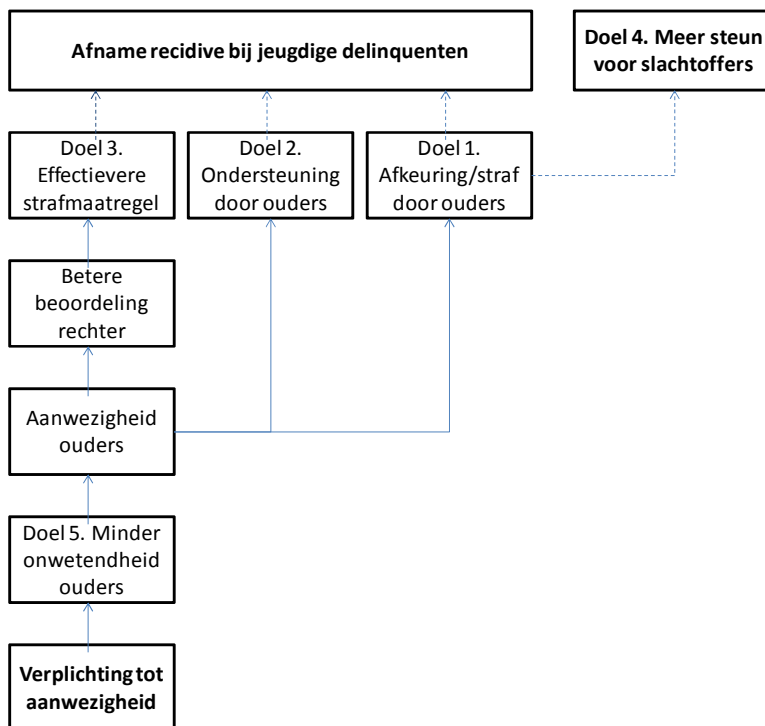 Afname recidive bij jeugdige delinquenten
Doel 4. Meer steun
voor slachtoffers
Doel 3.
Effectievere
strafmaatregel
Doel 2.
Ondersteuning
door ouders
Doel 1.
Afkeuring/straf
door ouders
Betere
beoordeling
rechter
Aanwezigheid
ouders
Doel 5. Minder
onwetendheid
ouders
Verplichting tot
aanwezigheid